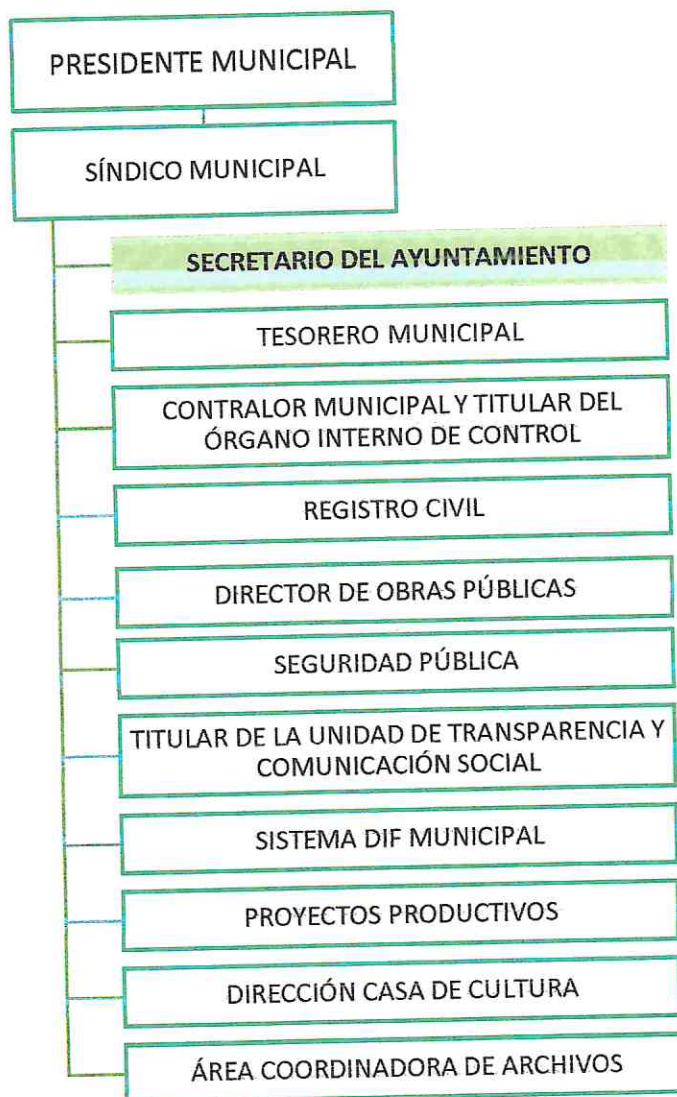 PRESIDENTE MUNICIPAL
SÍNDICO MUNICIPAL
SECRETARIO DEL AYUNTAMIENTO
TESORERO MUNICIPAL
CONTRALOR MUNICIPAL Y TITULAR DEL
ÓRGANO INTERNO DE CONTROL
REGISTRO CIVIL
DIRECTOR DE OBRAS PÚBLICAS
SEGURIDAD PÚBLICA
TITULAR DE LA UNIDAD DE TRANSPARENCIA Y
COMUNICACIÓN SOCIAL
SISTEMA DIF MUNICIPAL
PROYECTOS PRODUCTIVOS
DIRECCIÓN CASA DE CULTURA
ÁREA COORDINADORA DE ARCHIVOS